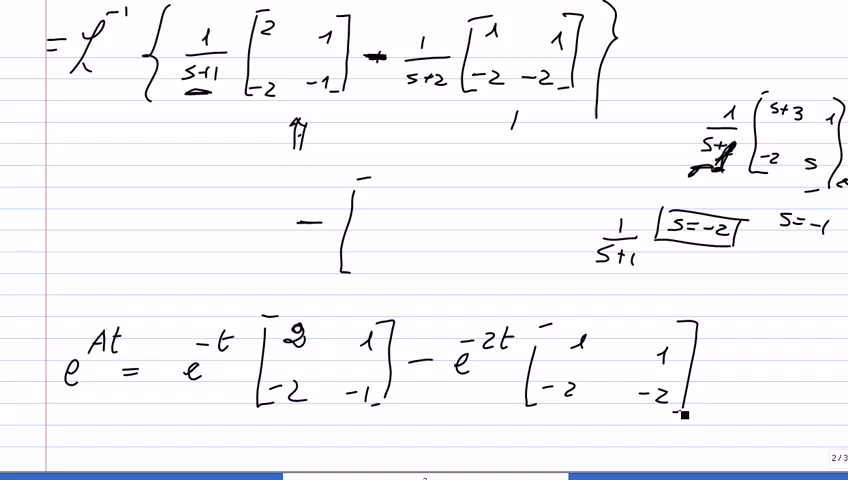 = ℒ⁻¹ { 1/(s+1) [2 1; -2 -1] - 1/(s+2) [1 1; -2 -2] }
1/(s+ [s+3 1; -2 s]
- [
1/(s+1) s=-2 s=-1
e^{At} = e^{-t} [2 1; -2 -1] - e^{-2t} [1 1; -2 -2]
2/3
2